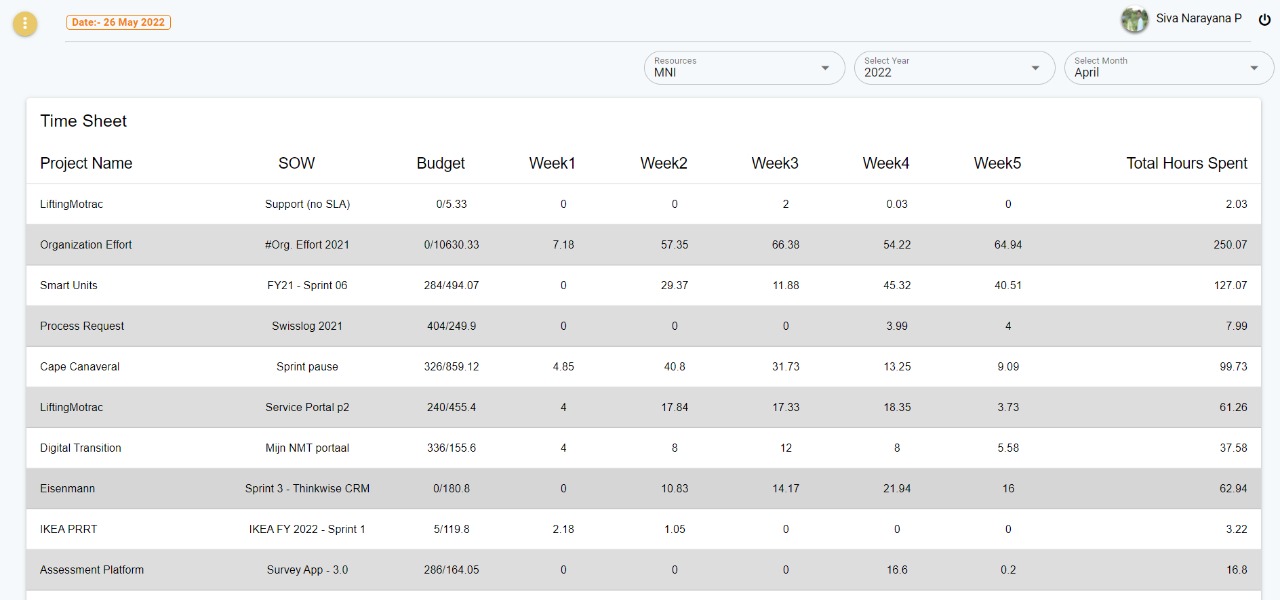 Date:- 26 May 2022
Siva Narayana P
Resources
MNI
Select Year
2022
Select Month
April
Time Sheet
Project Name SOW Budget Week1 Week2 Week3 Week4 Week5 Total Hours Spent
LiftingMotrac Support (no SLA) 0/5.33 0 0 2 0.03 0 2.03
Organization Effort #Org. Effort 2021 0/10630.33 7.18 57.35 66.38 54.22 64.94 250.07
Smart Units FY21 - Sprint 06 284/494.07 0 29.37 11.88 45.32 40.51 127.07
Process Request Swisslog 2021 404/249.9 0 0 0 3.99 4 7.99
Cape Canaveral Sprint pause 326/859.12 4.85 40.8 31.73 13.25 9.09 99.73
LiftingMotrac Service Portal p2 240/455.4 4 17.84 17.33 18.35 3.73 61.26
Digital Transition Mijn NMT portaal 336/155.6 4 8 12 8 5.58 37.58
Eisenmann Sprint 3 - Thinkwise CRM 0/180.8 0 10.83 14.17 21.94 16 62.94
IKEA PRRT IKEA FY 2022 - Sprint 1 5/119.8 2.18 1.05 0 0 0 3.22
Assessment Platform Survey App - 3.0 286/164.05 0 0 0 16.6 0.2 16.8